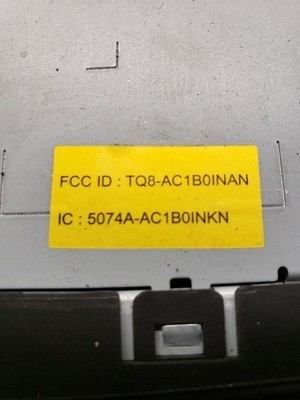 FCC ID : TQ8-AC1B0INAN
IC : 5074A-AC1B0INKN